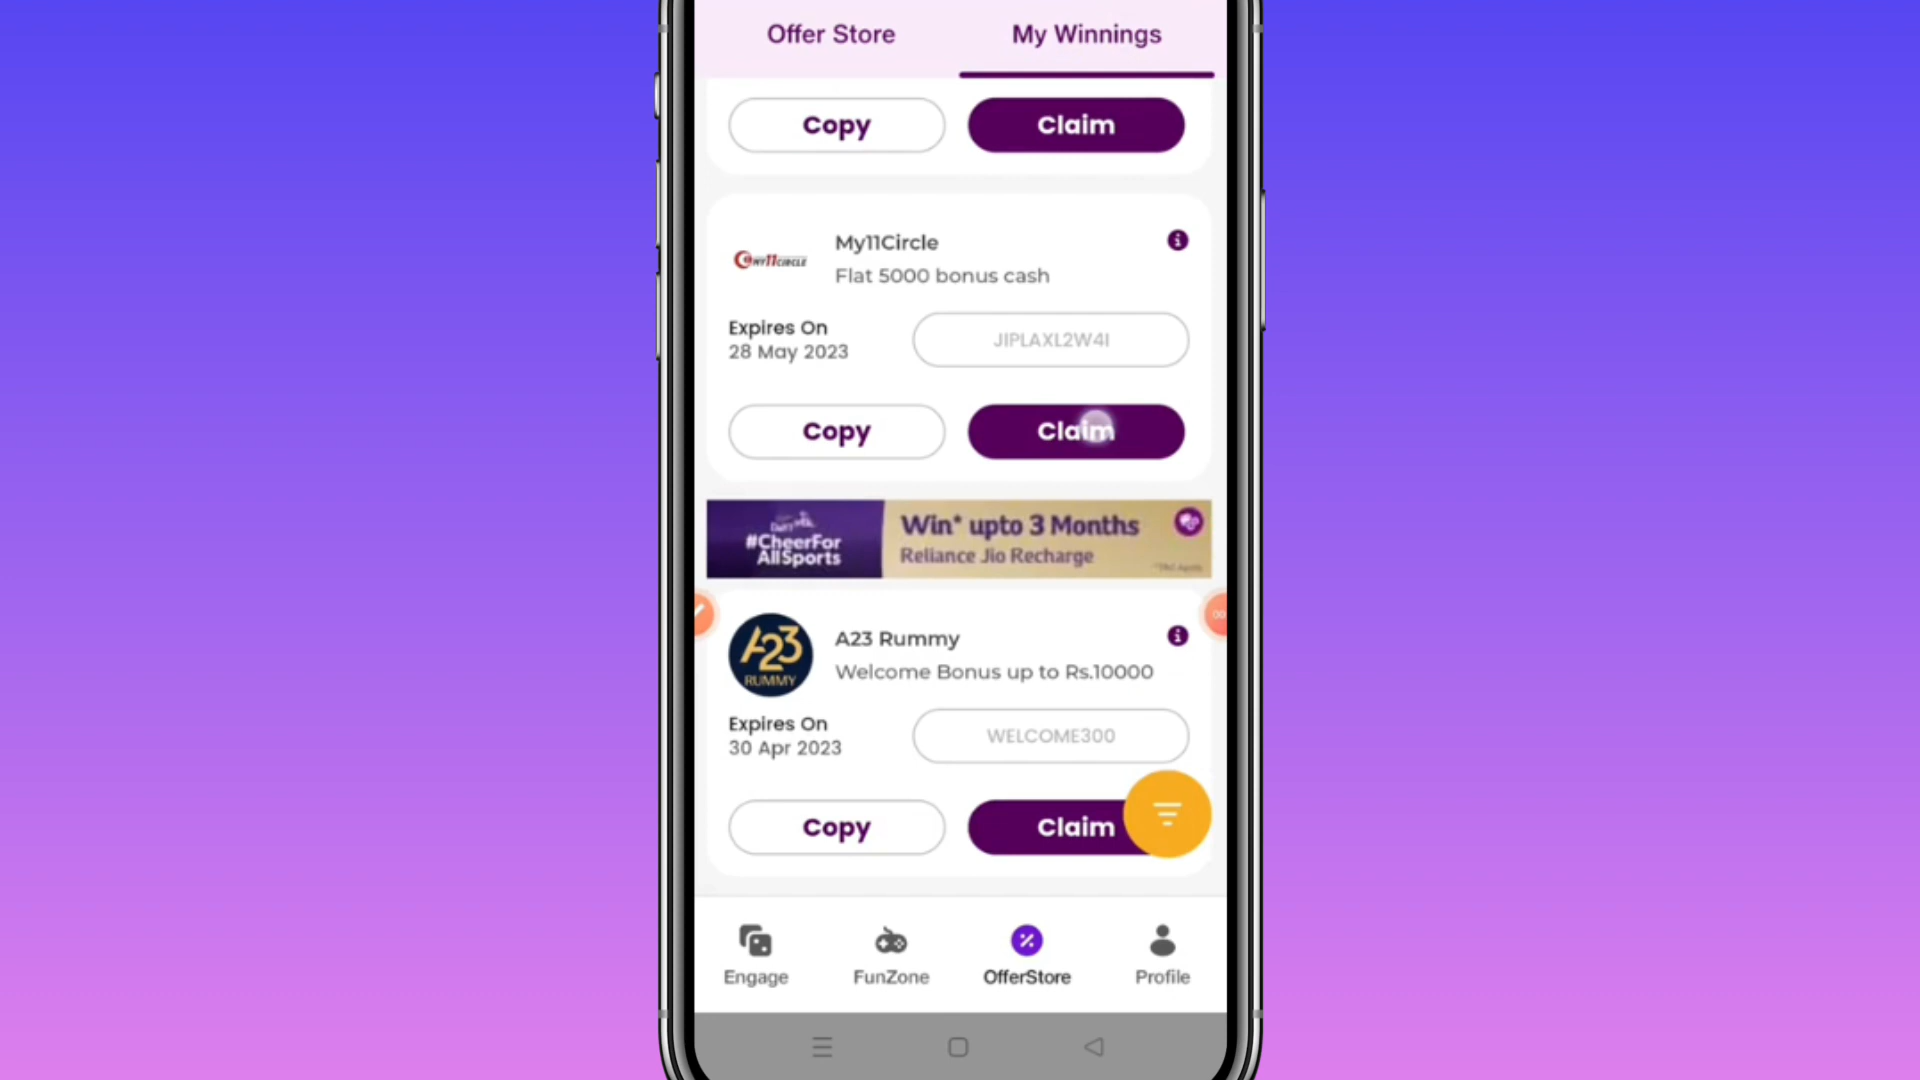 Offer Store
My Winnings
Copy
Claim
My11Circle
MY11CIRCLE
Flat 5000 bonus cash
Expires On
28 May 2023
JIPLAXL2W4I
Copy
Claim
Dairy
#CheerFor
AllSports
Win* upto 3 Months
Reliance Jio Recharge
A23
RUMMY
A23 Rummy
Welcome Bonus up to Rs.10000
Expires On
30 Apr 2023
WELCOME300
Copy
Claim
Engage
FunZone
OfferStore
Profile